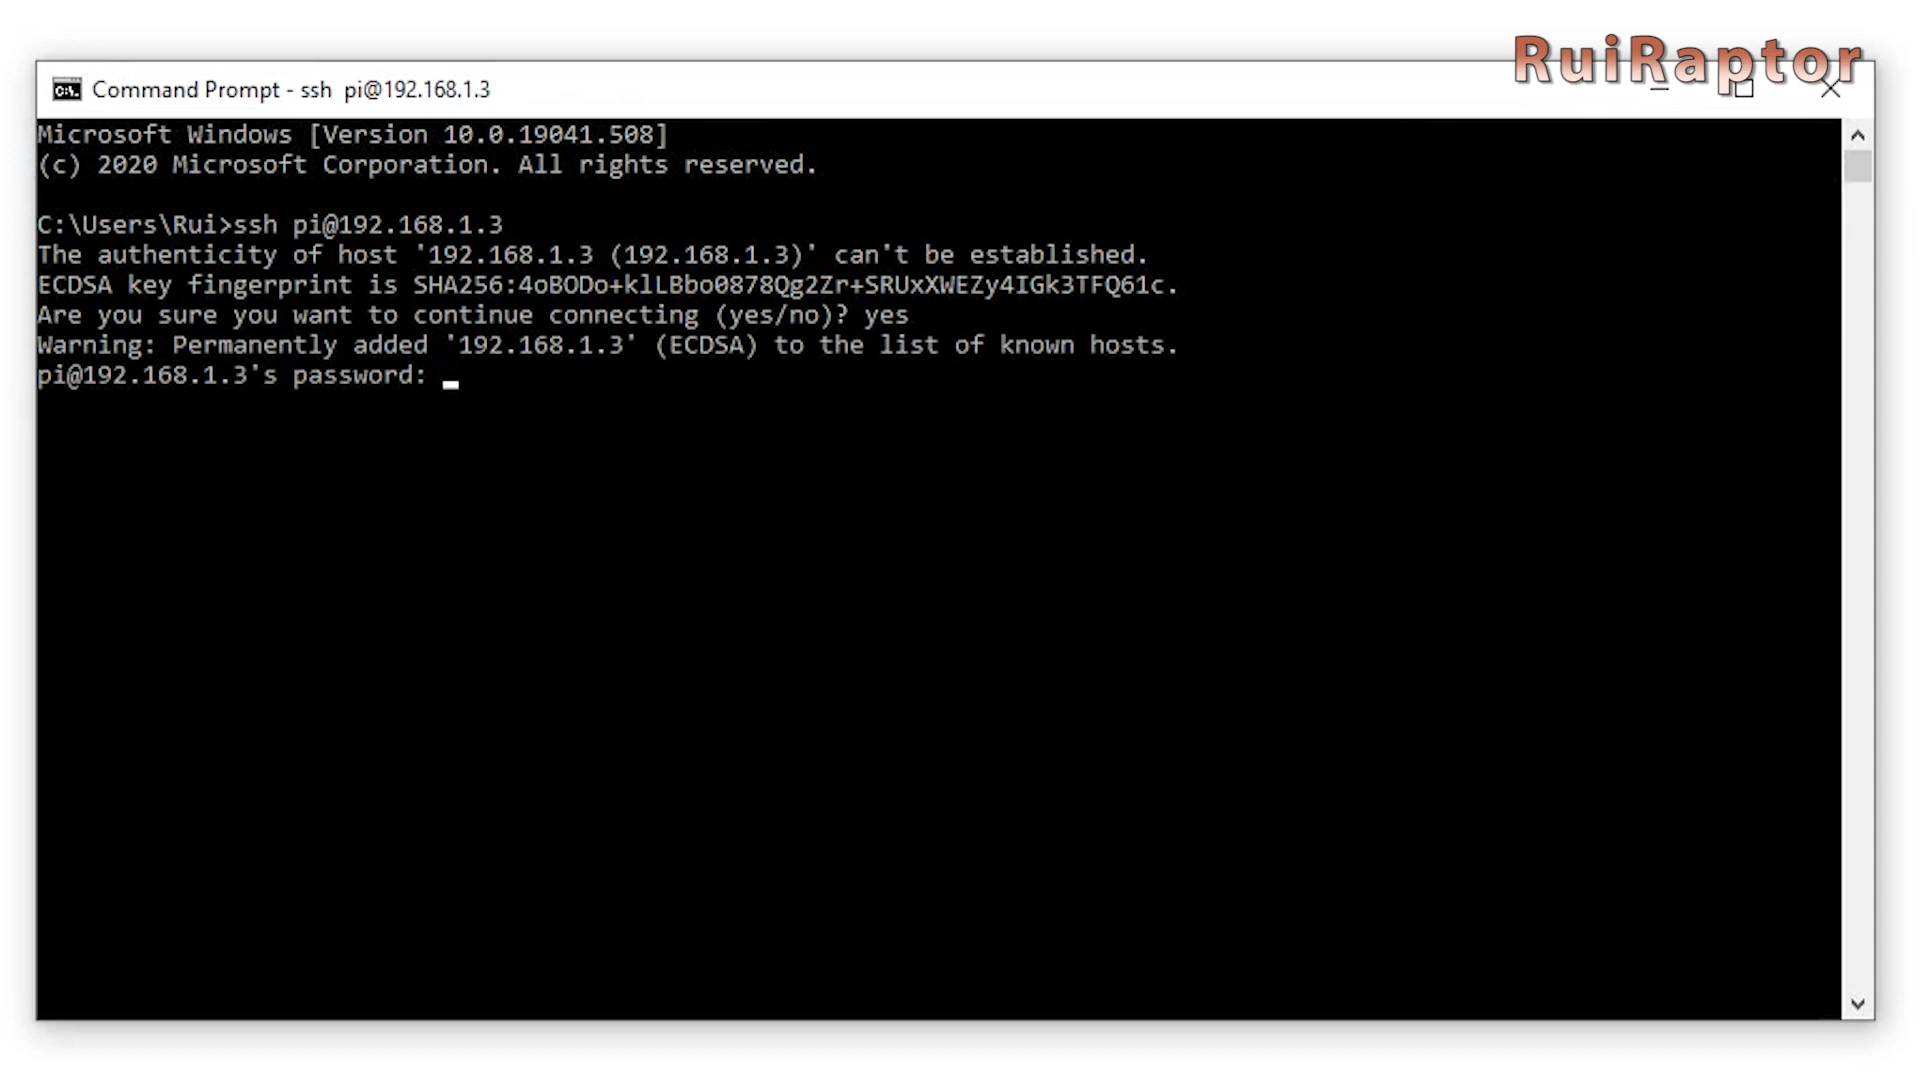 RuiRaptor
Command Prompt - ssh  pi@192.168.1.3
Microsoft Windows [Version 10.0.19041.508]
(c) 2020 Microsoft Corporation. All rights reserved.
C:\Users\Rui>ssh pi@192.168.1.3
The authenticity of host '192.168.1.3 (192.168.1.3)' can't be established.
ECDSA key fingerprint is SHA256:4oBODo+klLBbo0878Qg2Zr+SRUxXWEZy4IGk3TFQ61c.
Are you sure you want to continue connecting (yes/no)? yes
Warning: Permanently added '192.168.1.3' (ECDSA) to the list of known hosts.
pi@192.168.1.3's password: